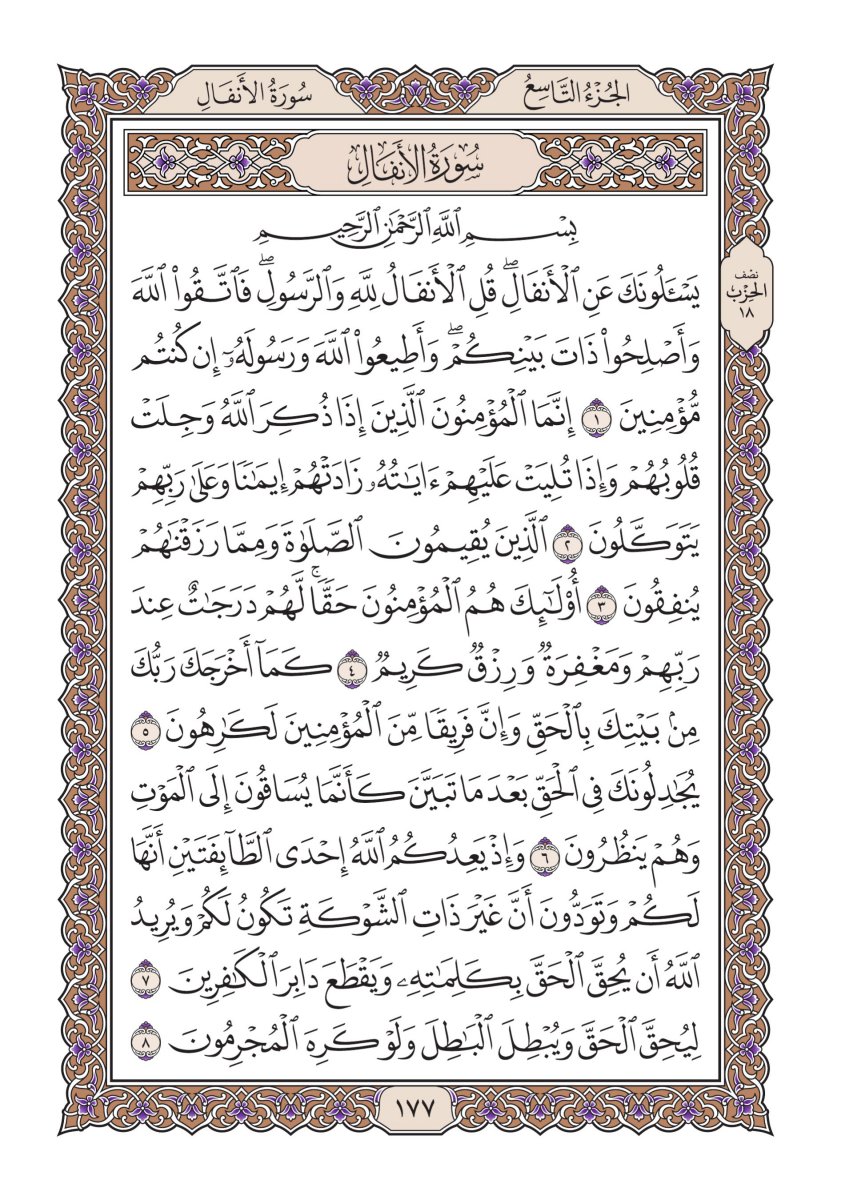 الجُزْءُ التَّاسِعُ
سُورَةُ الأَنفَالِ
سُورَةُ الأَنفَالِ
بِسْمِ ٱللَّهِ ٱلرَّحْمَٰنِ ٱلرَّحِيمِ
يَسْـَٔلُونَكَ عَنِ ٱلْأَنفَالِۖ قُلِ ٱلْأَنفَالُ لِلَّهِ وَٱلرَّسُولِۖ فَٱتَّقُوا۟ ٱللَّهَ
وَأَصْلِحُوا۟ ذَاتَ بَيْنِكُمْۖ وَأَطِيعُوا۟ ٱللَّهَ وَرَسُولَهُۥٓ إِن كُنتُم
مُّؤْمِنِينَ ١ إِنَّمَا ٱلْمُؤْمِنُونَ ٱلَّذِينَ إِذَا ذُكِرَ ٱللَّهُ وَجِلَتْ
قُلُوبُهُمْ وَإِذَا تُلِيَتْ عَلَيْهِمْ ءَايَٰتُهُۥ زَادَتْهُمْ إِيمَٰنًا وَعَلَىٰ رَبِّهِمْ
يَتَوَكَّلُونَ ٢ ٱلَّذِينَ يُقِيمُونَ ٱلصَّلَوٰةَ وَمِمَّا رَزَقْنَٰهُمْ
يُنفِقُونَ ٣ أُو۟لَٰٓئِكَ هُمُ ٱلْمُؤْمِنُونَ حَقًّاۚ لَّهُمْ دَرَجَٰتٌ عِندَ
رَبِّهِمْ وَمَغْفِرَةٌ وَرِزْقٌ كَرِيمٌ ٤ كَمَآ أَخْرَجَكَ رَبُّكَ
مِنۢ بَيْتِكَ بِٱلْحَقِّ وَإِنَّ فَرِيقًا مِّنَ ٱلْمُؤْمِنِينَ لَكَٰرِهُونَ ٥
يُجَٰدِلُونَكَ فِى ٱلْحَقِّ بَعْدَ مَا تَبَيَّنَ كَأَنَّمَا يُسَاقُونَ إِلَى ٱلْمَوْتِ
وَهُمْ يَنظُرُونَ ٦ وَإِذْ يَعِدُكُمُ ٱللَّهُ إِحْدَى ٱلطَّآئِفَتَيْنِ أَنَّهَا
لَكُمْ وَتَوَدُّونَ أَنَّ غَيْرَ ذَاتِ ٱلشَّوْكَةِ تَكُونُ لَكُمْ وَيُرِيدُ
ٱللَّهُ أَن يُحِقَّ ٱلْحَقَّ بِكَلِمَٰتِهِۦ وَيَقْطَعَ دَابِرَ ٱلْكَٰفِرِينَ ٧
لِيُحِقَّ ٱلْحَقَّ وَيُبْطِلَ ٱلْبَٰطِلَ وَلَوْ كَرِهَ ٱلْمُجْرِمُونَ ٨
نصف
الحِزْب
١٨
١٧٧